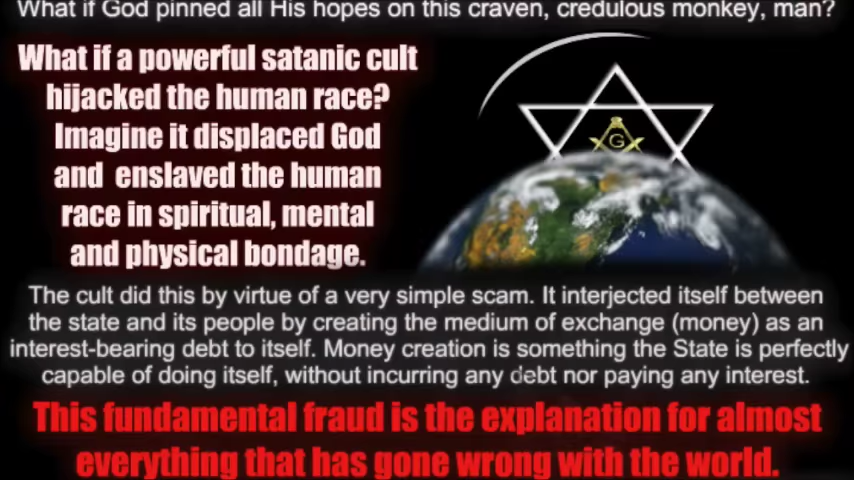 What if God pinned all His hopes on this craven, credulous monkey, man?
What if a powerful satanic cult
hijacked the human race?
Imagine it displaced God
and enslaved the human
race in spiritual, mental
and physical bondage.
G
The cult did this by virtue of a very simple scam. It interjected itself between
the state and its people by creating the medium of exchange (money) as an
interest-bearing debt to itself. Money creation is something the State is perfectly
capable of doing itself, without incurring any debt nor paying any interest.
This fundamental fraud is the explanation for almost
everything that has gone wrong with the world.